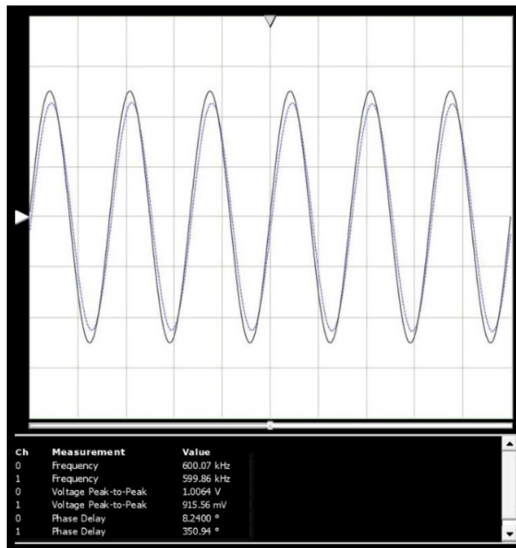 Ch Measurement Value
0 Frequency 600.07 kHz
1 Frequency 599.86 kHz
0 Voltage Peak-to-Peak 1.0064 V
1 Voltage Peak-to-Peak 915.56 mV
0 Phase Delay 8.2400 °
1 Phase Delay 350.94 °